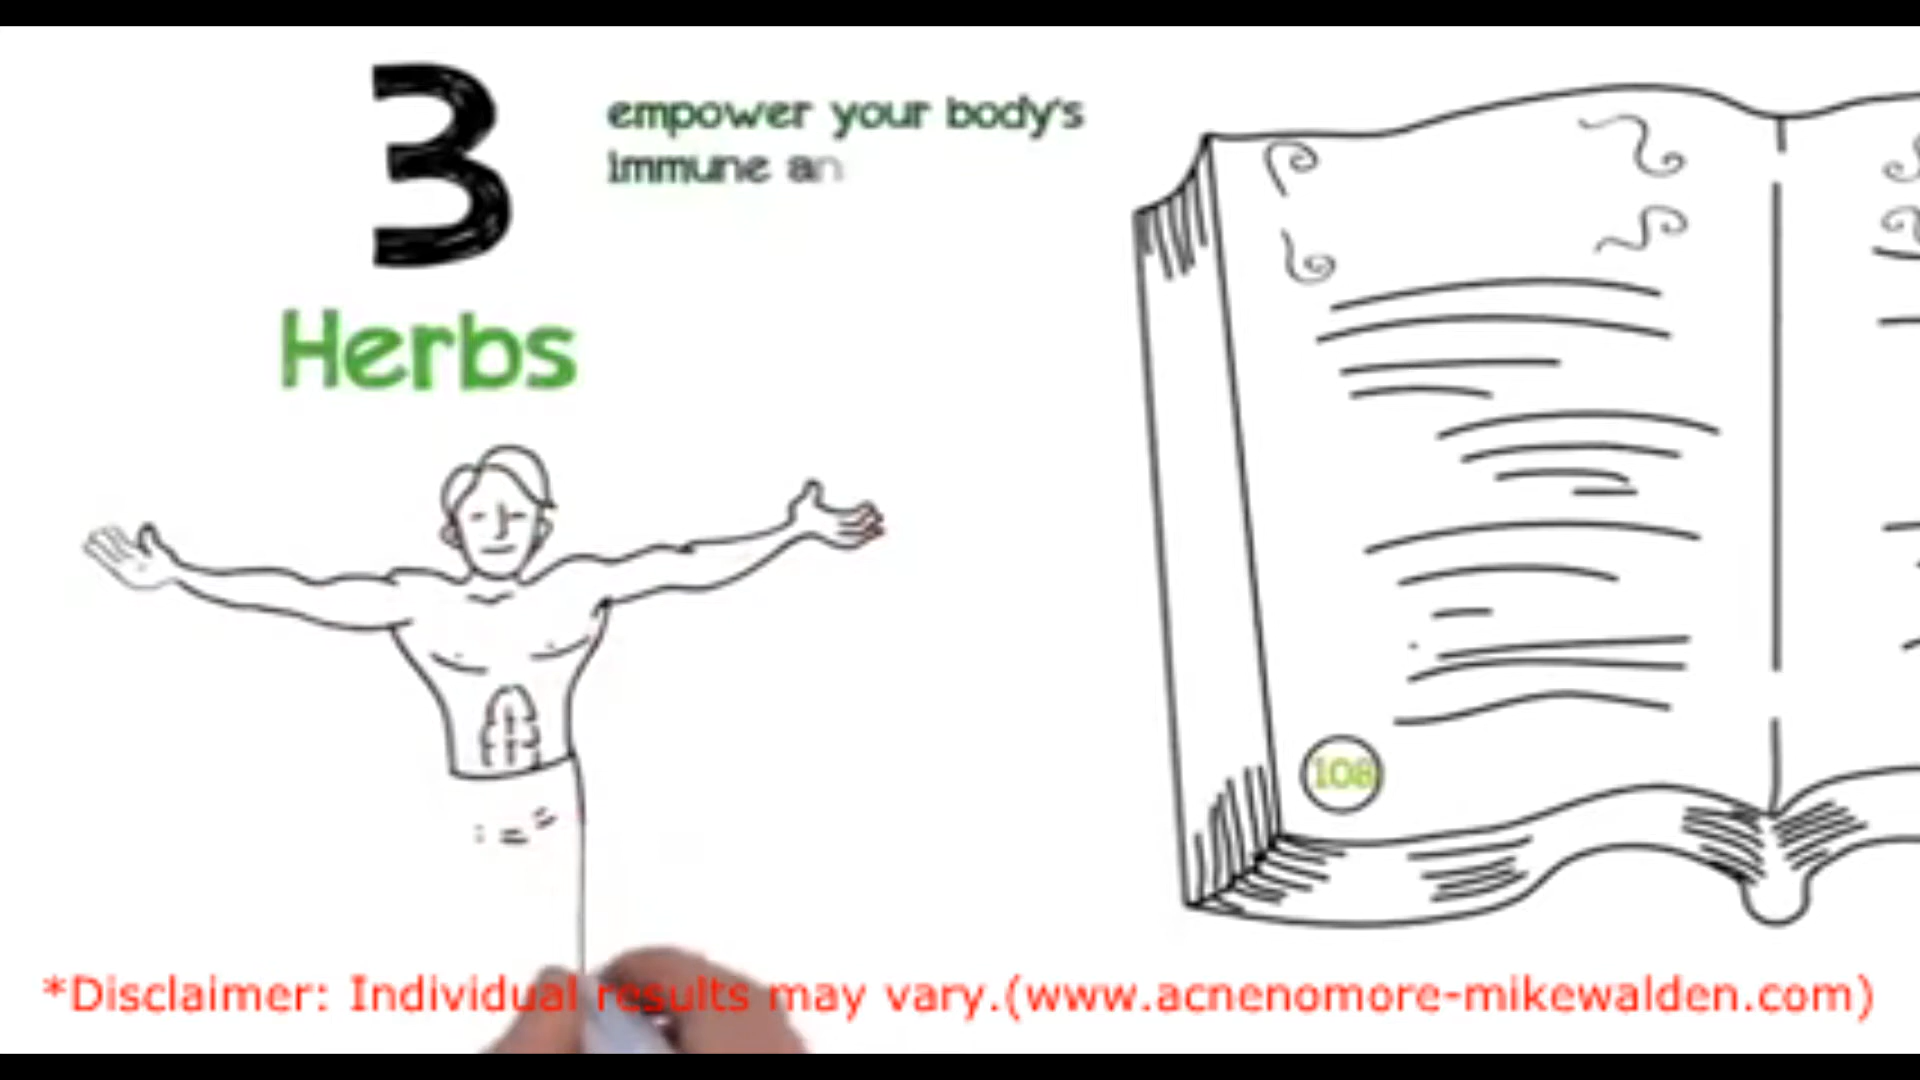 3
Herbs
empower your body's
immune an
108
*Disclaimer: Individual results may vary.(www.acnenomore-mikewalden.com)